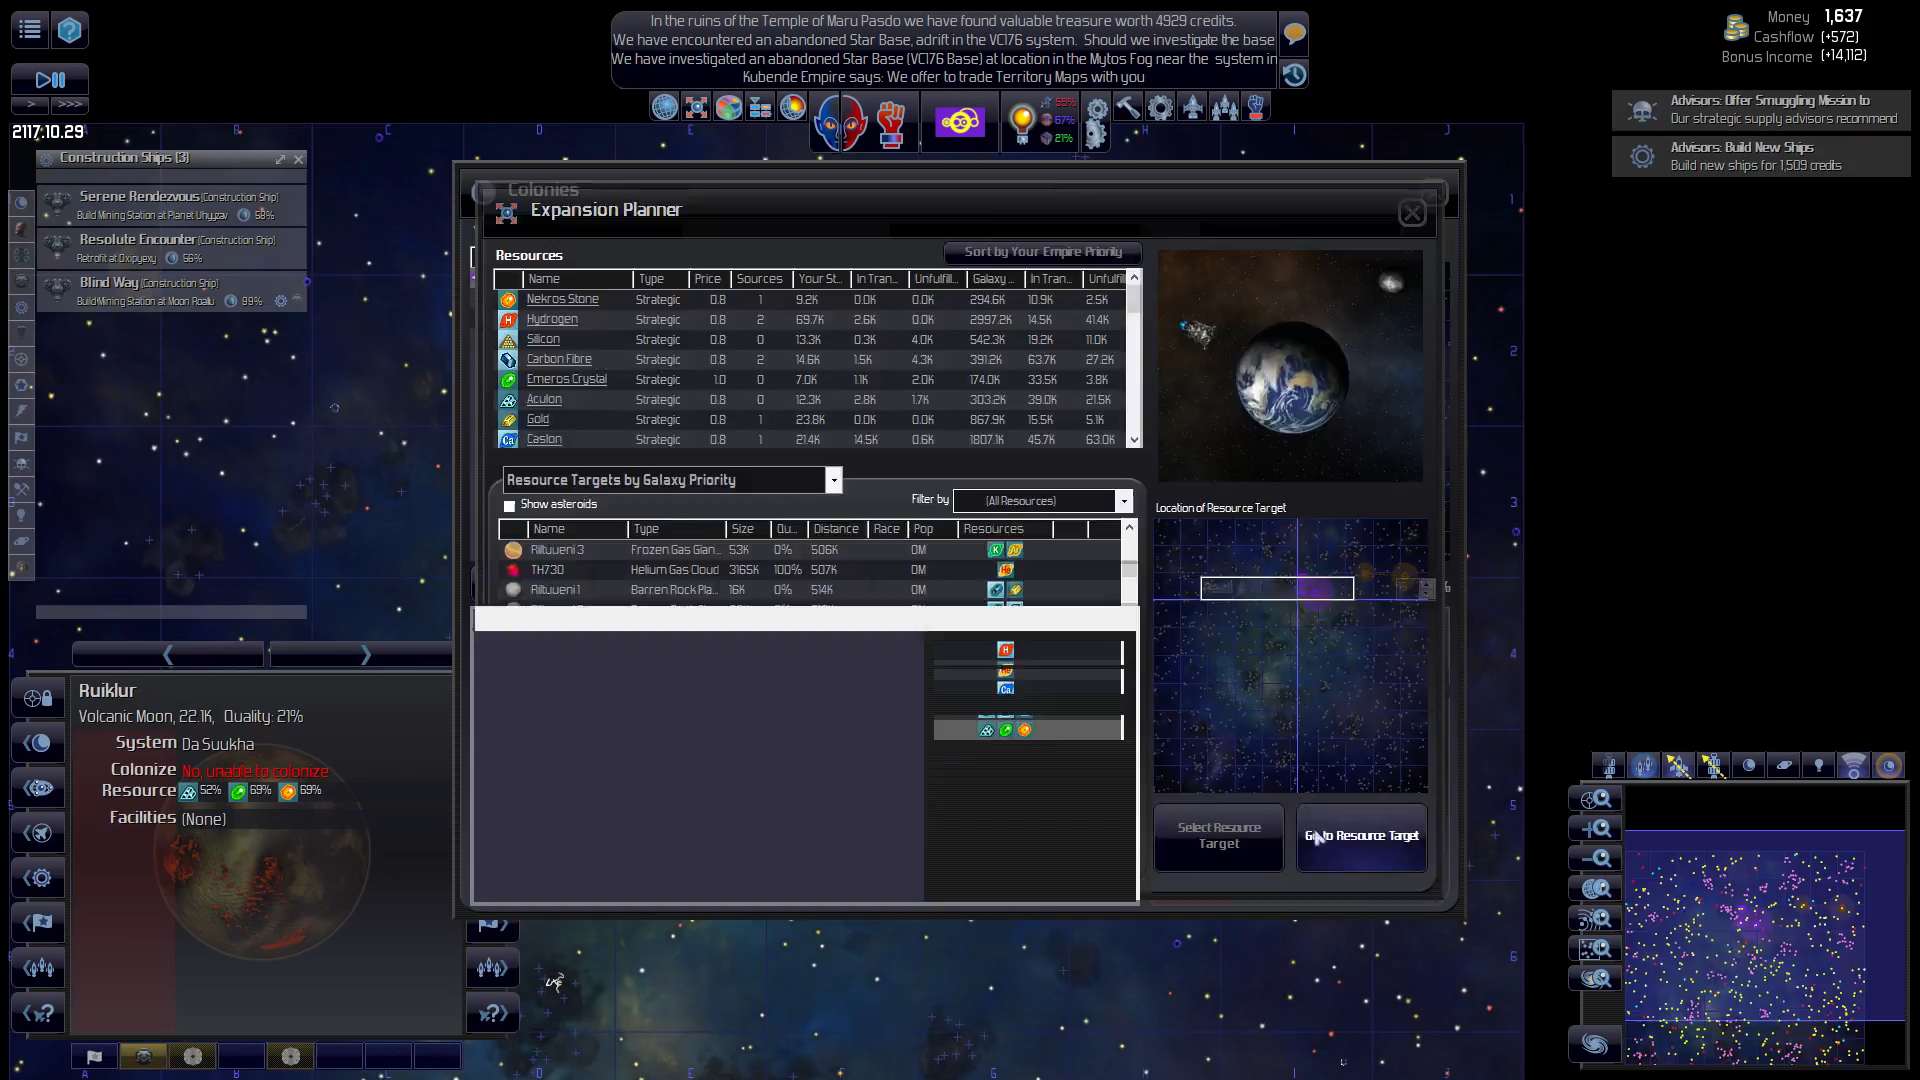 In the ruins of the Temple of Maru Pasdo we have found valuable treasure worth 4929 credits.
We have encountered an abandoned Star Base, adrift in the VC176 system. Should we investigate the base
We have investigated an abandoned Star Base (VC176 Base) at location in the Mytos Fog near the system in
Kubende Empire says: We offer to trade Territory Maps with you
Money 1,637
Cashflow (+572)
Bonus Income (+14,112)
Advisors: Offer Smuggling Mission to
Our strategic supply advisors recommend
Advisors: Build New Ships
Build new ships for 1,509 credits
> >>>
2117.10.29
59%
67%
21%
A B C D E H I J
Construction Ships (3)
Serene Rendezvous (Construction Ship)
Build Mining Station at Planet Uhyyzav 58%
Resolute Encounter (Construction Ship)
Retrofit at Oxipyexy 56%
Blind Way (Construction Ship)
Build Mining Station at Moon Roallu 99%
Colonies
Expansion Planner
Resources
Sort by Your Empire Priority
Name Type Price Sources Your St... In Tran... Unfulfill... Galaxy ... In Tran... Unfulfill
Nekros Stone Strategic 0.8 1 9.2K 0.0K 0.0K 294.6K 10.9K 2.5K
Hydrogen Strategic 0.8 2 69.7K 2.6K 0.0K 2997.2K 14.5K 41.4K
Silicon Strategic 0.8 0 13.3K 0.3K 4.0K 542.3K 19.2K 11.0K
Carbon Fibre Strategic 0.8 2 14.6K 1.5K 4.3K 391.2K 63.7K 27.2K
Emeros Crystal Strategic 1.0 0 7.0K 1.1K 2.0K 174.0K 33.5K 3.8K
Aculon Strategic 0.8 0 12.3K 2.8K 1.7K 303.2K 39.0K 21.5K
Gold Strategic 0.8 1 23.8K 0.0K 0.0K 867.9K 15.5K 5.1K
Caslon Strategic 0.8 1 21.4K 14.5K 0.6K 1807.1K 45.7K 63.0K
Resource Targets by Galaxy Priority
Show asteroids
Filter by (All Resources)
Name Type Size Qu... Distance Race Pop Resources
Riltuueni 3 Frozen Gas Gian... 53K 0% 506K 0M K
TH730 Helium Gas Cloud 3165K 100% 507K 0M He
Riltuueni 1 Barren Rock Pla... 16K 0% 514K 0M
H
He
Ca
Location of Resource Target
Select Resource Target
Go to Resource Target
Ruiklur
Volcanic Moon, 22.1K, Quality: 21%
System Da Suukha
Colonize No, unable to colonize
Resource 52% 69% 69%
Facilities (None)
1
2
3
4
5
6
A B D E F G H I J